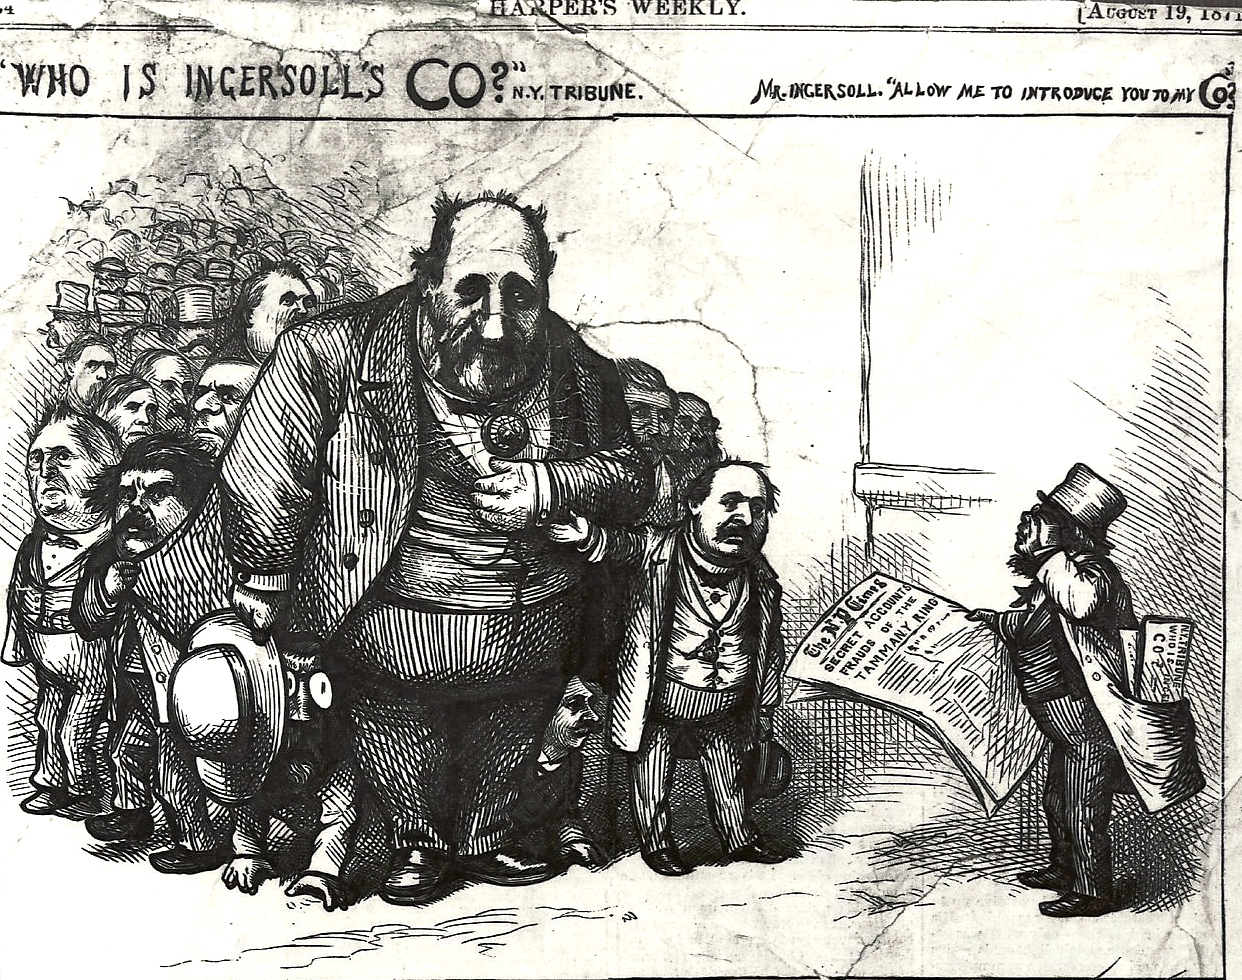 HARPER'S WEEKLY.
[AUGUST 19, 1871
"WHO IS INGERSOLL'S CO?" N.Y. TRIBUNE.
MR. INGERSOLL. "ALLOW ME TO INTRODUCE YOU TO MY CO?"
The N Y Times
SECRET ACCOUNTS
FRAUDS OF THE
TAMMANY RING
N.Y. TRIBUNE
WHO IS
CO?